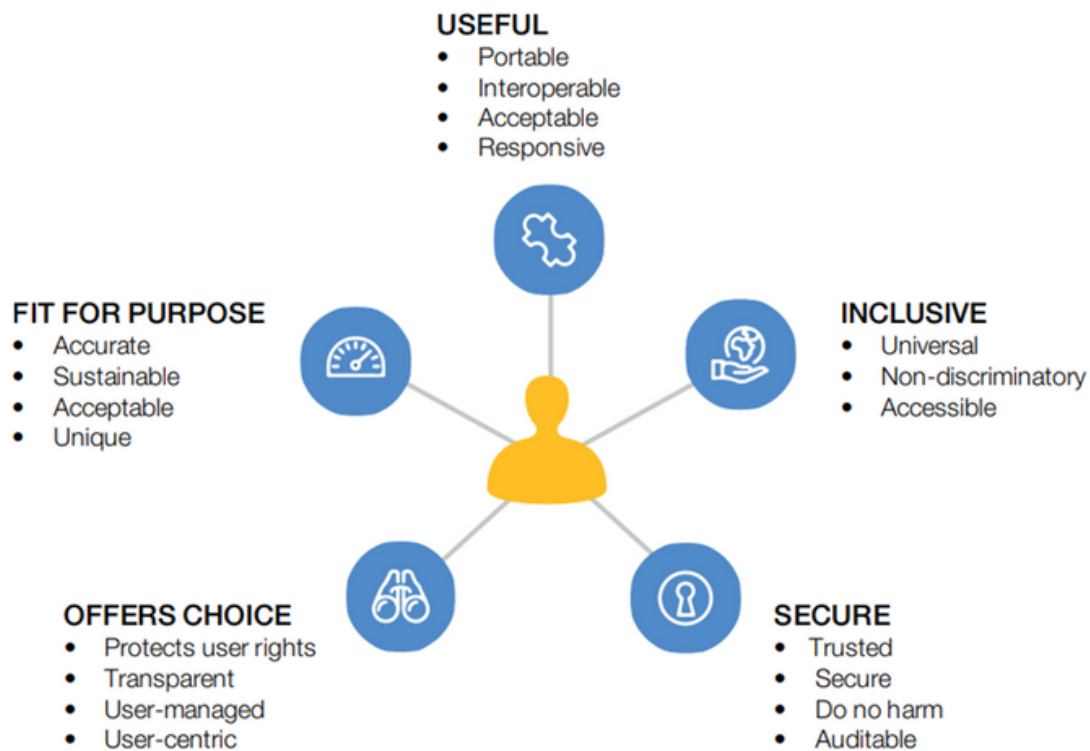 USEFUL
• Portable
• Interoperable
• Acceptable
• Responsive
FIT FOR PURPOSE
• Accurate
• Sustainable
• Acceptable
• Unique
INCLUSIVE
• Universal
• Non-discriminatory
• Accessible
OFFERS CHOICE
• Protects user rights
• Transparent
• User-managed
• User-centric
SECURE
• Trusted
• Secure
• Do no harm
• Auditable